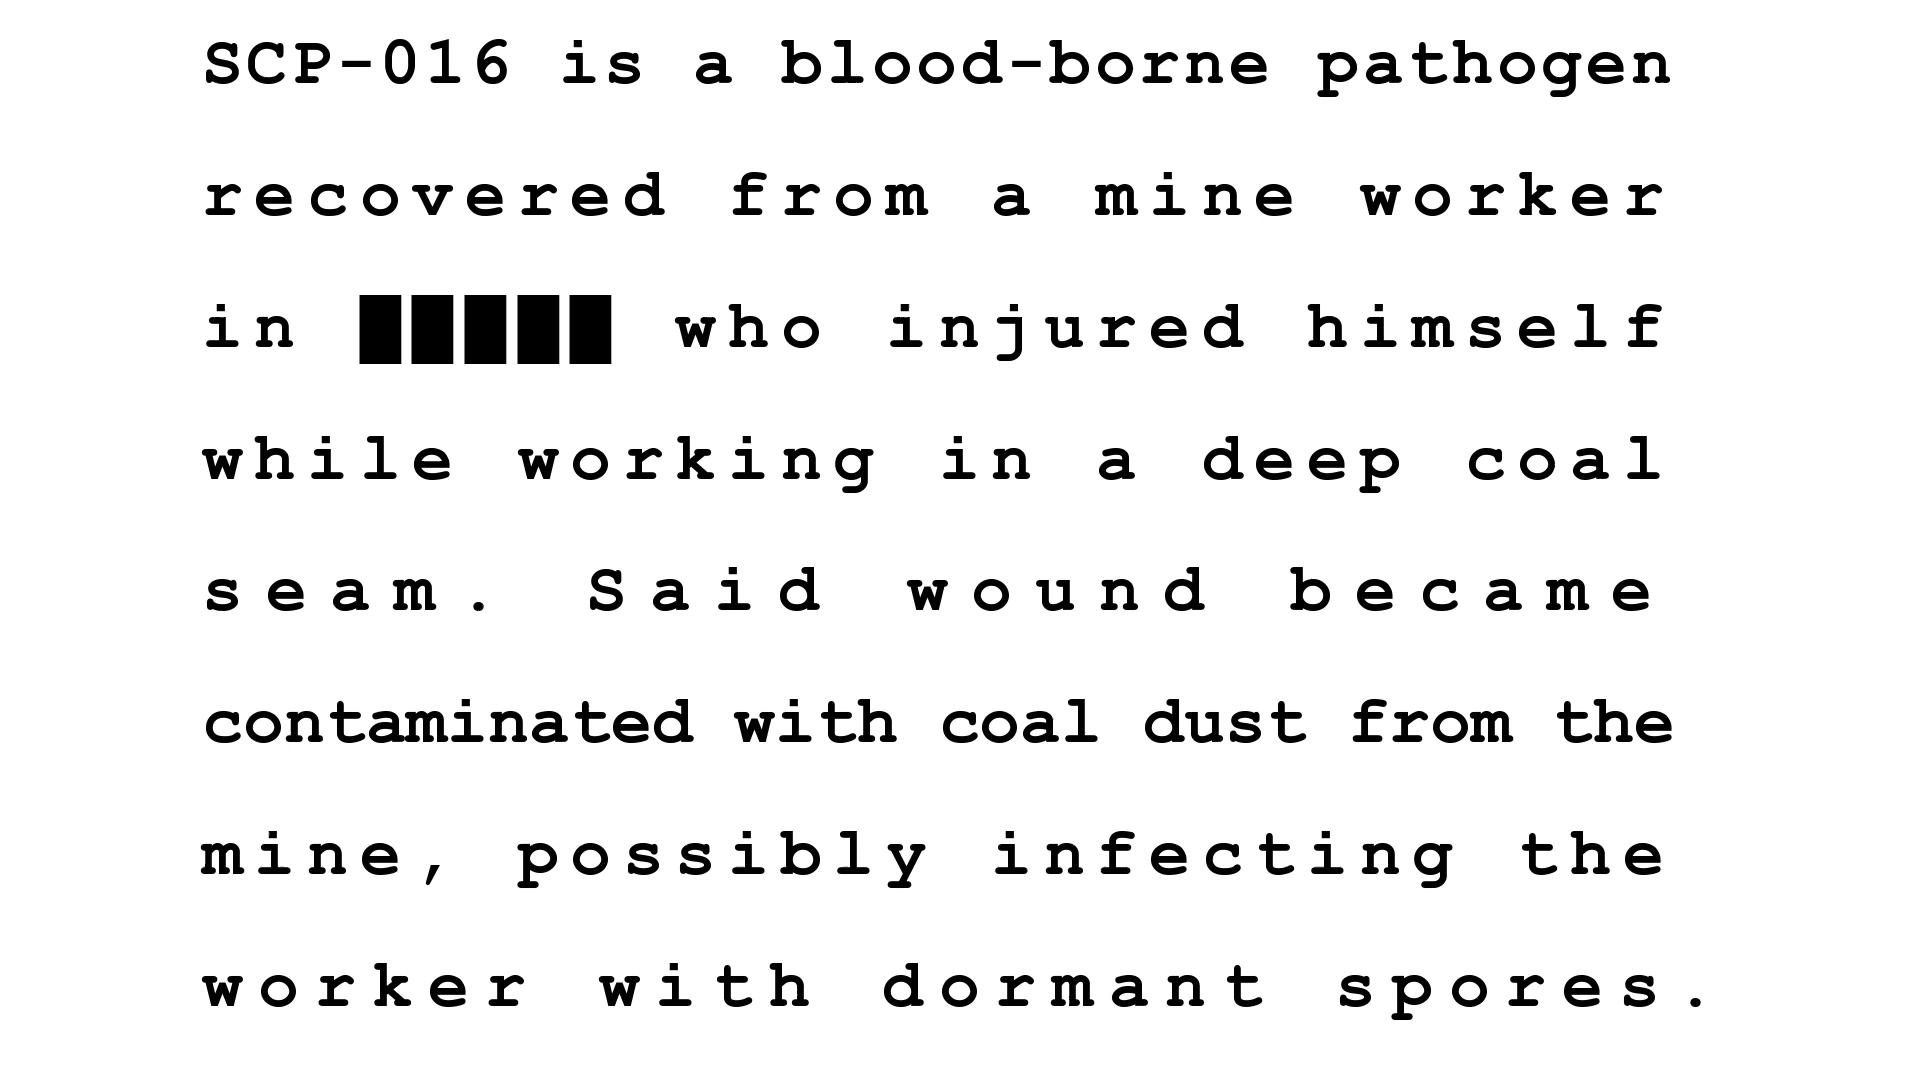 SCP-016 is a blood-borne pathogen
recovered from a mine worker
in █████ who injured himself
while working in a deep coal
seam. Said wound became
contaminated with coal dust from the
mine, possibly infecting the
worker with dormant spores.